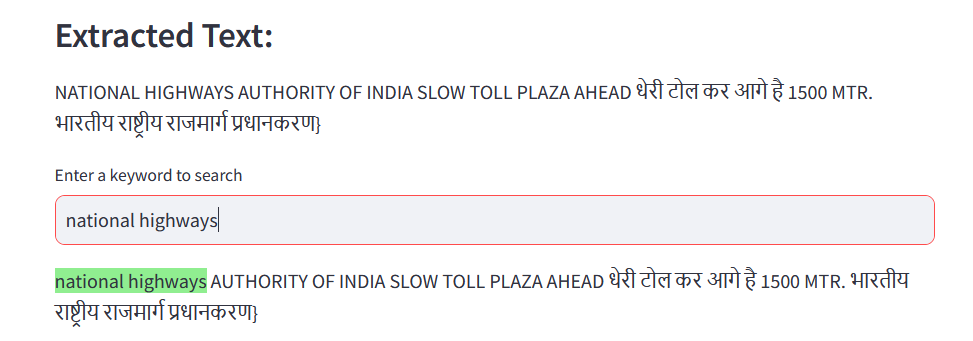 Extracted Text:
NATIONAL HIGHWAYS AUTHORITY OF INDIA SLOW TOLL PLAZA AHEAD धेरी टोल कर आगे है 1500 MTR.
भारतीय राष्ट्रीय राजमार्ग प्रधानकरण}
Enter a keyword to search
national highways
national highways AUTHORITY OF INDIA SLOW TOLL PLAZA AHEAD धेरी टोल कर आगे है 1500 MTR. भारतीय
राष्ट्रीय राजमार्ग प्रधानकरण}